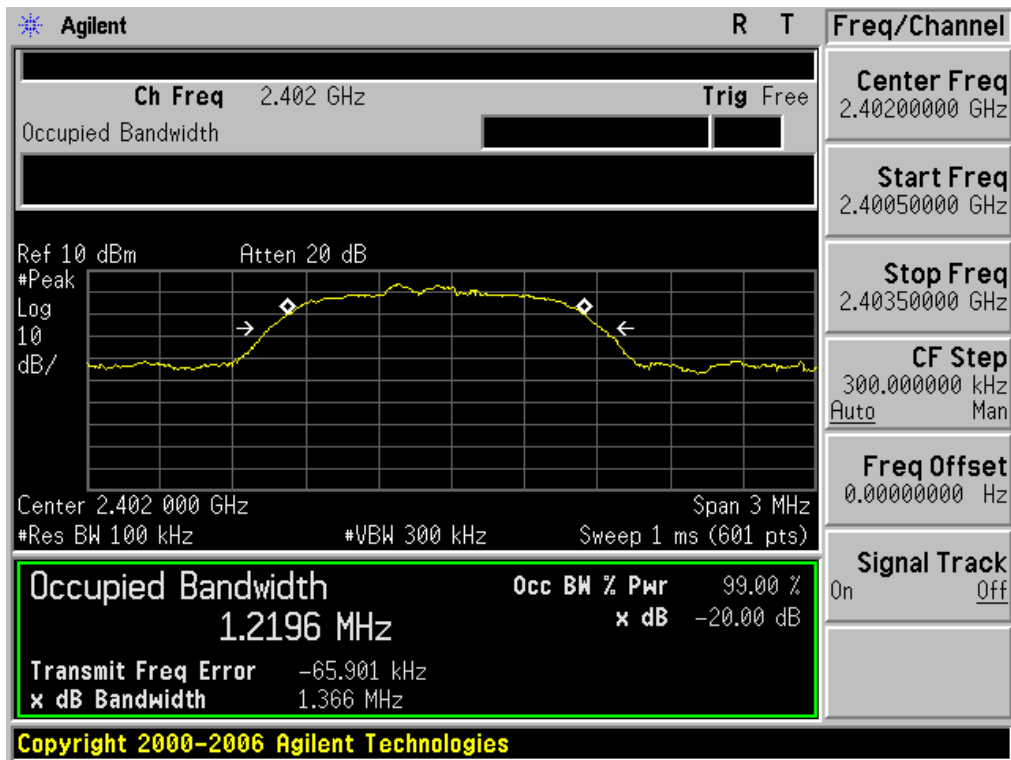 Agilent R T
Ch Freq 2.402 GHz Trig Free
Occupied Bandwidth
Ref 10 dBm Atten 20 dB
#Peak
Log
10
dB/
Center 2.402 000 GHz Span 3 MHz
#Res BW 100 kHz #VBW 300 kHz Sweep 1 ms (601 pts)
Occupied Bandwidth
1.2196 MHz
Occ BW % Pwr 99.00 %
x dB -20.00 dB
Transmit Freq Error -65.901 kHz
x dB Bandwidth 1.366 MHz
Copyright 2000-2006 Agilent Technologies
Freq/Channel
Center Freq
2.40200000 GHz
Start Freq
2.40050000 GHz
Stop Freq
2.40350000 GHz
CF Step
300.000000 kHz
Auto Man
Freq Offset
0.00000000 Hz
Signal Track
On Off